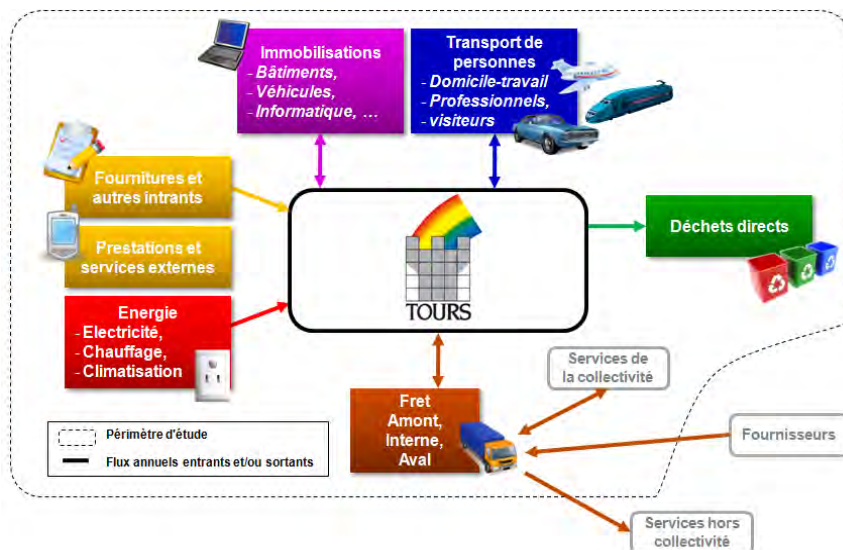 Immobilisations
- Bâtiments,
- Véhicules,
- Informatique, …
Transport de
personnes
- Domicile-travail
- Professionnels,
visiteurs
Fournitures et
autres intrants
Prestations et
services externes
Energie
- Electricité,
- Chauffage,
- Climatisation
TOURS
Déchets directs
Fret
Amont,
Interne,
Aval
Services de
la collectivité
Fournisseurs
Services hors
collectivité
Périmètre d'étude
Flux annuels entrants et/ou sortants